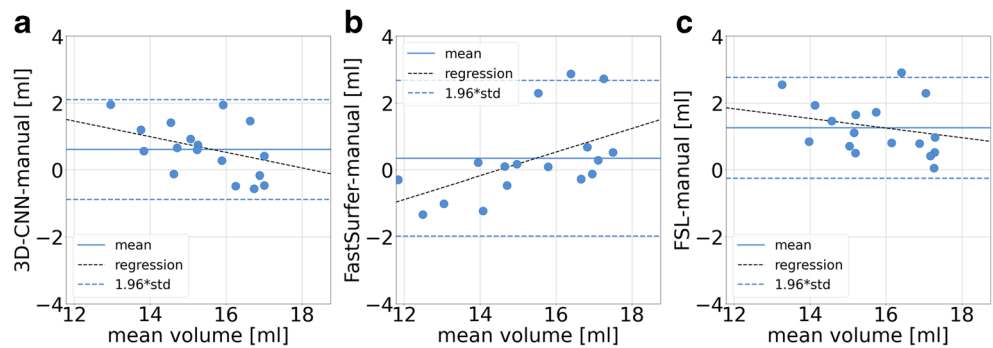 a
3D-CNN-manual [ml]
4
2
0
−2
−4
mean
regression
1.96*std
12 14 16 18
mean volume [ml]
b
FastSurfer-manual [ml]
4
2
0
−2
−4
mean
regression
1.96*std
12 14 16 18
mean volume [ml]
c
FSL-manual [ml]
4
2
0
−2
−4
mean
regression
1.96*std
12 14 16 18
mean volume [ml]